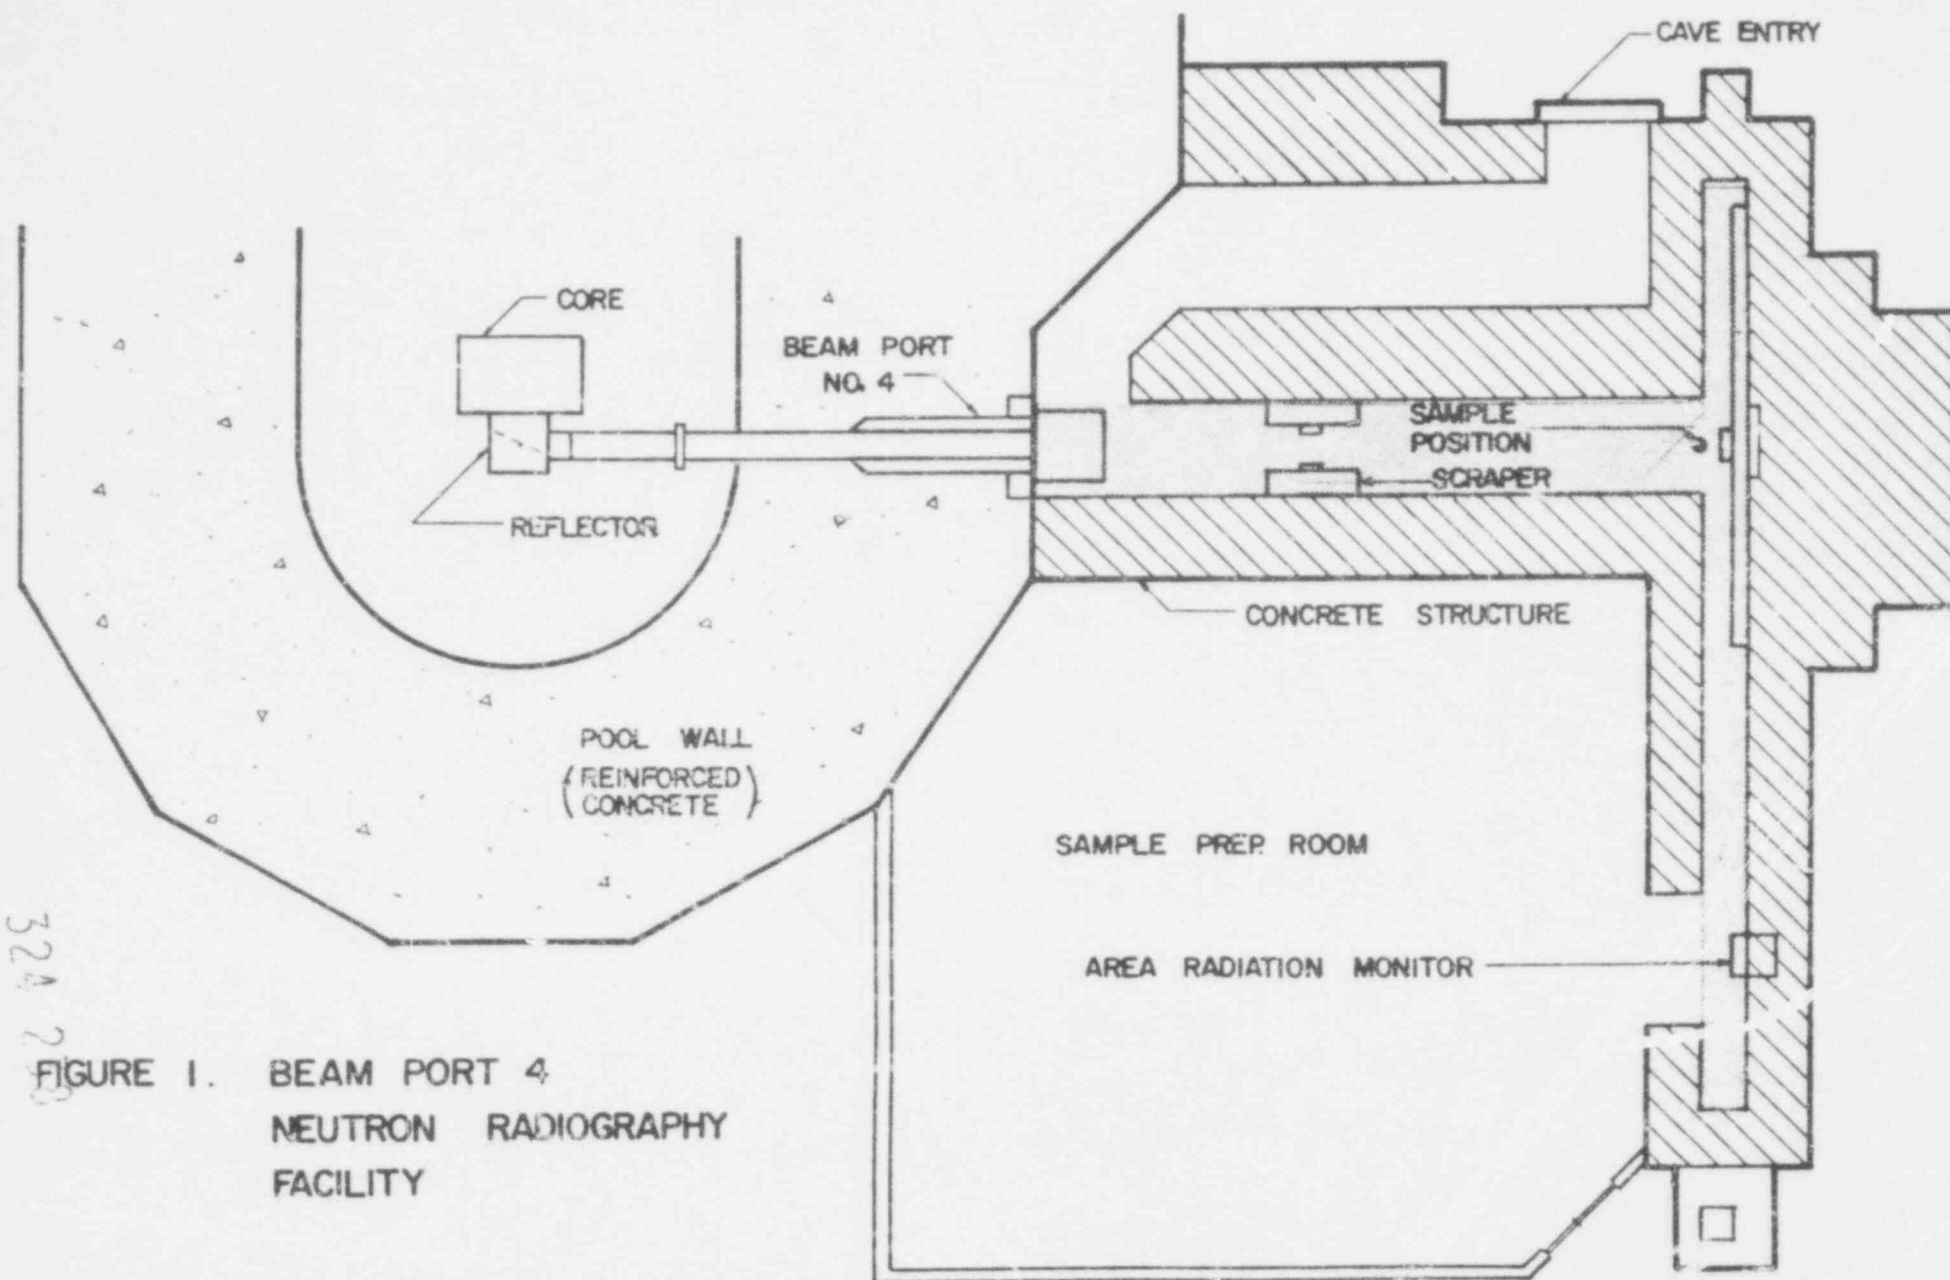 CAVE ENTRY
CORE
BEAM PORT
NO. 4
SAMPLE
POSITION
SCRAPER
REFLECTOR
CONCRETE STRUCTURE
POOL WALL
(REINFORCED
CONCRETE)
SAMPLE PREP. ROOM
AREA RADIATION MONITOR
FIGURE 1. BEAM PORT 4
NEUTRON RADIOGRAPHY
FACILITY